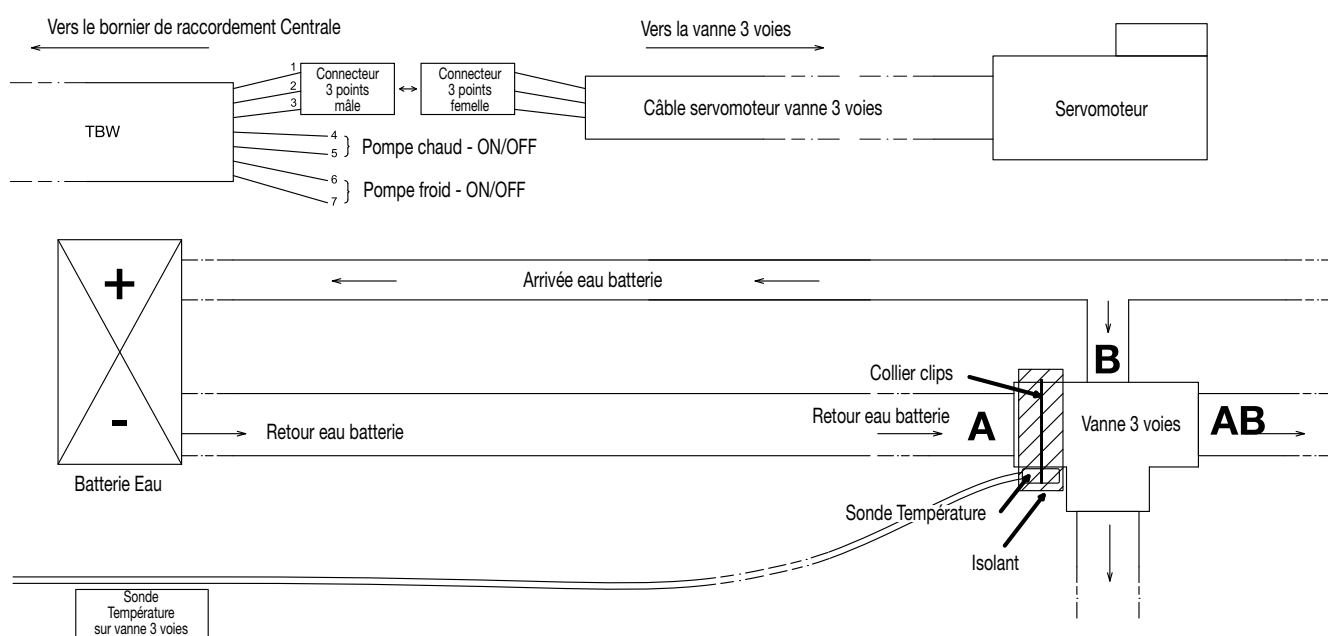 Vers le bornier de raccordement Centrale
Vers la vanne 3 voies
TBW
1
2
3
4
5
6
7
Connecteur
3 points
mâle
Connecteur
3 points
femelle
Câble servomoteur vanne 3 voies
Servomoteur
} Pompe chaud - ON/OFF
} Pompe froid - ON/OFF
+
-
Batterie Eau
Arrivée eau batterie
B
Collier clips
Retour eau batterie
Retour eau batterie
A
Vanne 3 voies
AB
Sonde Température
Isolant
Sonde
Température
sur vanne 3 voies